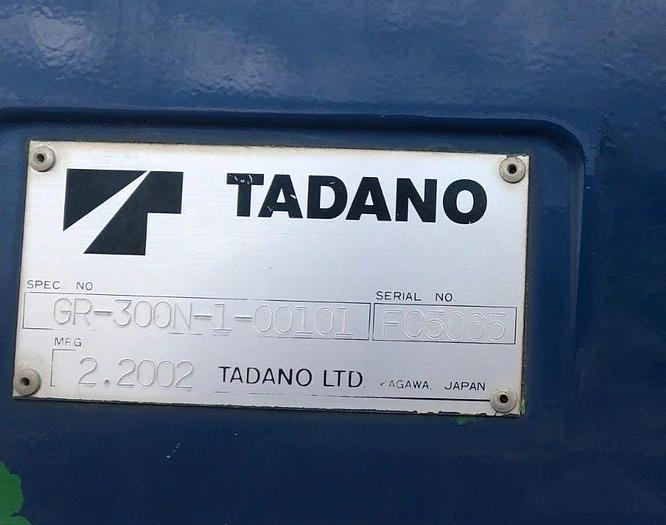 TADANO
SPEC. NO
GR-300N-1-00101
SERIAL NO
FC5065
MFG.
2.2002 TADANO LTD. KAGAWA, JAPAN